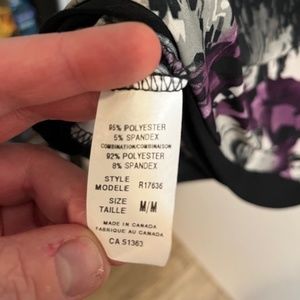 95% POLYESTER
5% SPANDEX
COMBINATION/COMBINAISON
92% POLYESTER
8% SPANDEX
STYLE
MODELE R17636
SIZE
TAILLE M/M
MADE IN CANADA
FABRIQUE AU CANADA
CA 51363